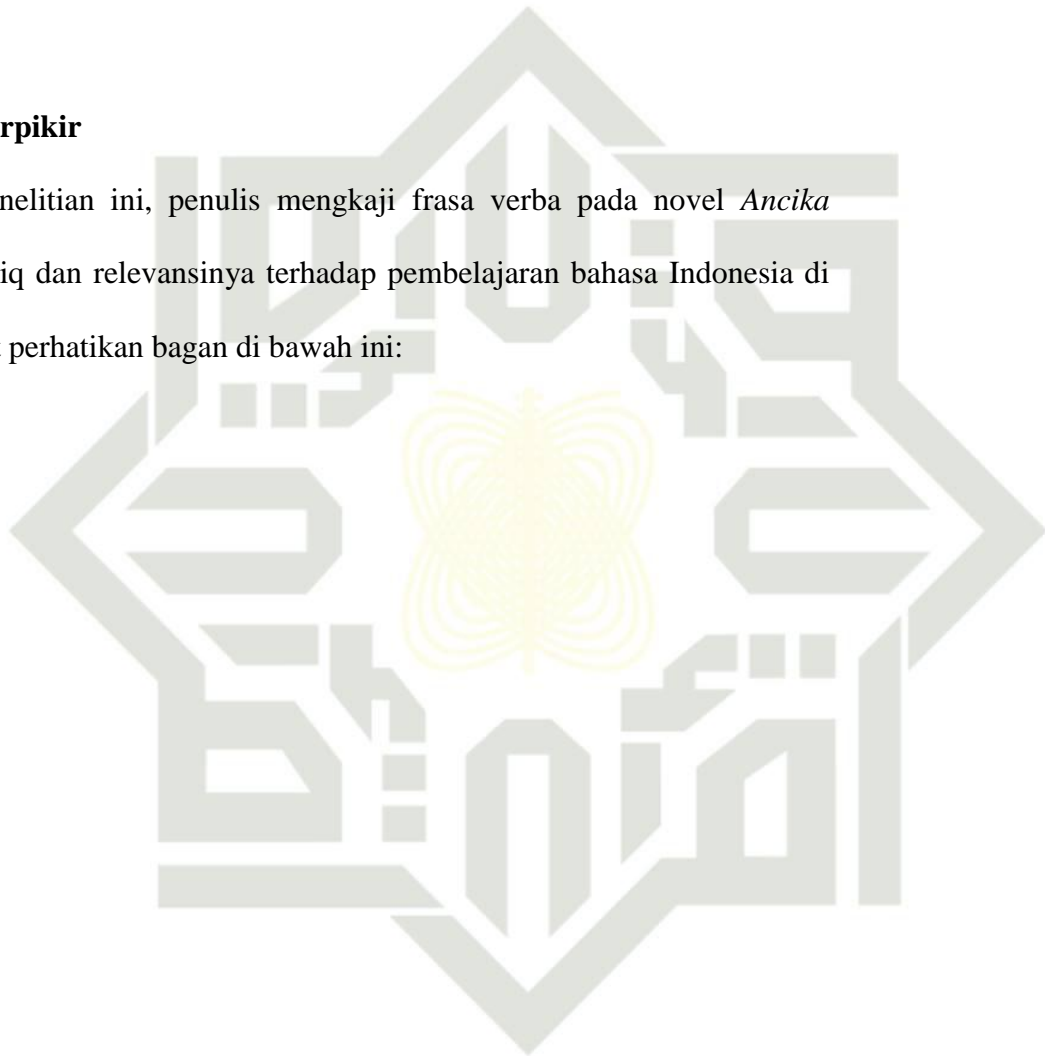 rpikir
nelitian ini, penulis mengkaji frasa verba pada novel Ancika
iq dan relevansinya terhadap pembelajaran bahasa Indonesia di
perhatikan bagan di bawah ini: